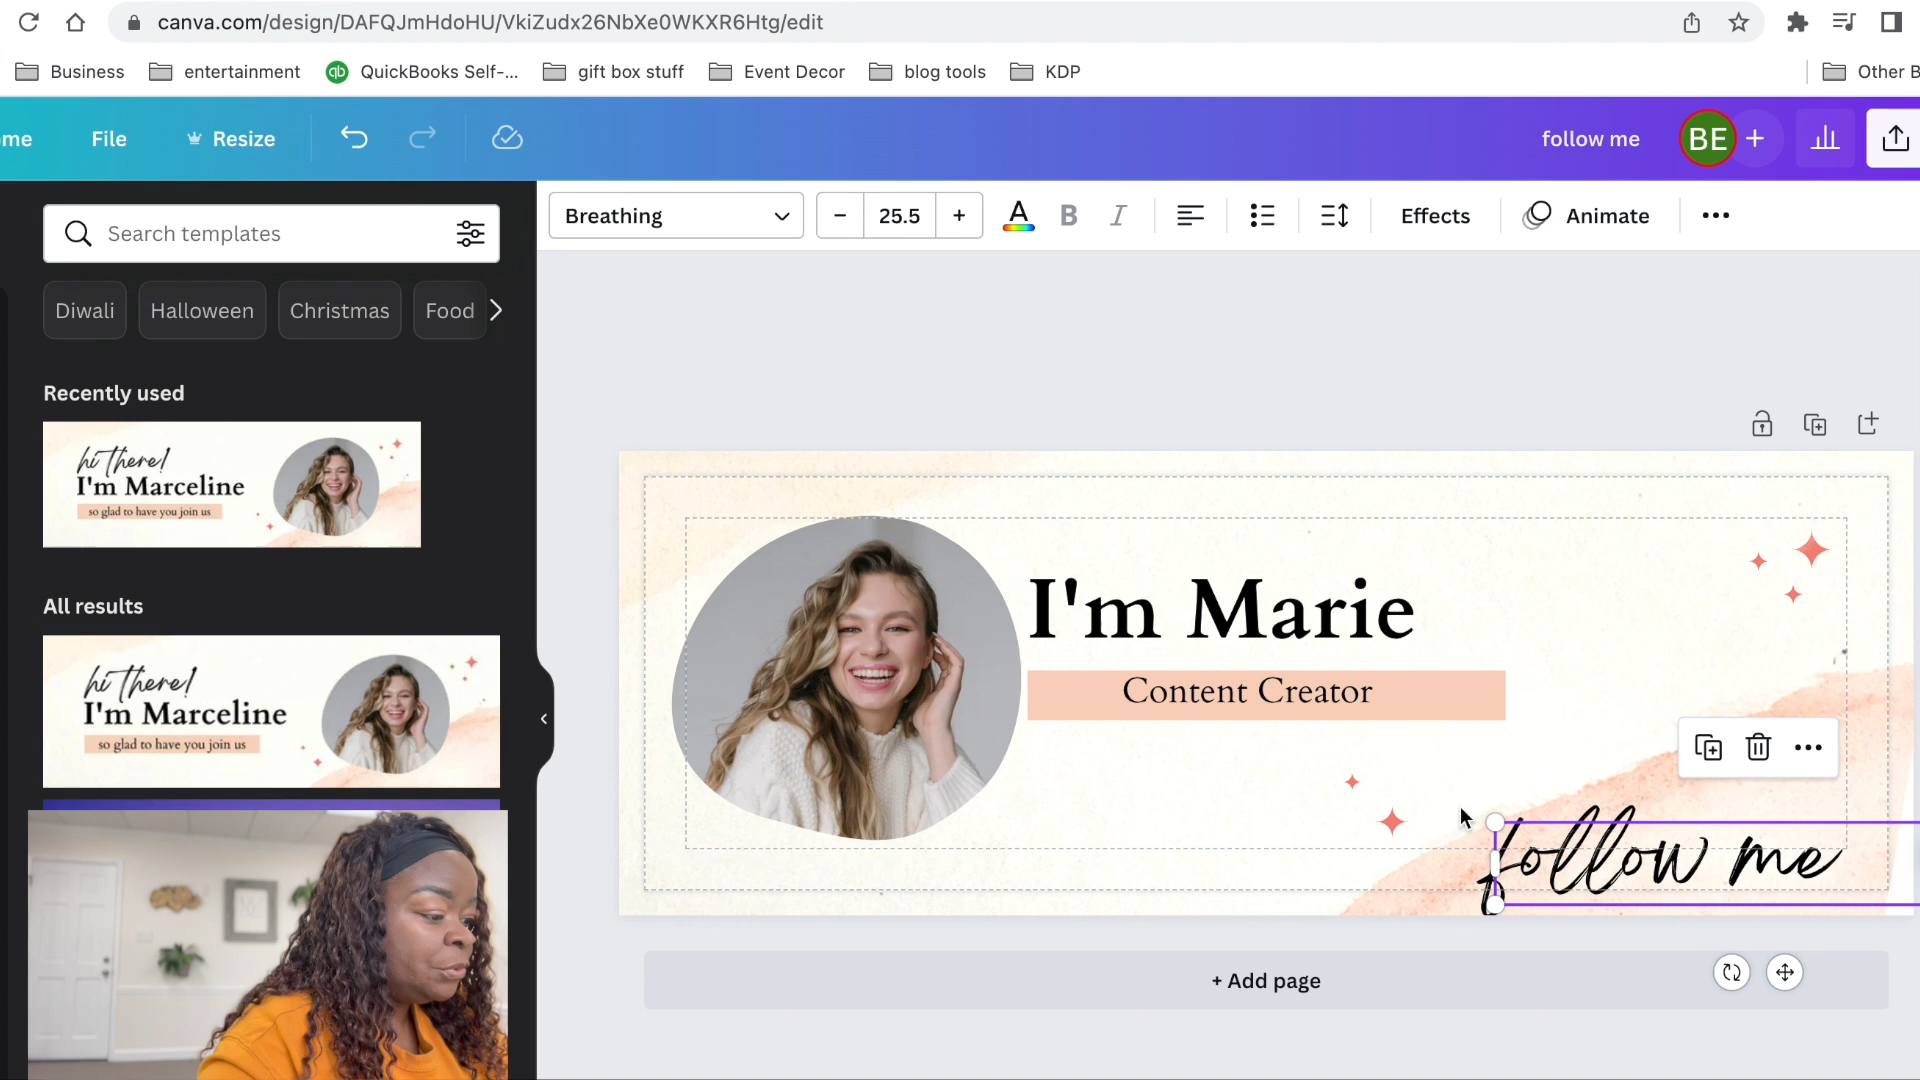 canva.com/design/DAFQJmHdoHU/VkiZudx26NbXe0WKXR6Htg/edit
Business entertainment qb QuickBooks Self-... gift box stuff Event Decor blog tools KDP Other B
me File Resize follow me BE +
Breathing - 25.5 + A B I Effects Animate
Search templates
Diwali Halloween Christmas Food
Recently used
hi there!
I'm Marceline
so glad to have you join us
All results
hi there!
I'm Marceline
so glad to have you join us
I'm Marie
Content Creator
follow me
+ Add page